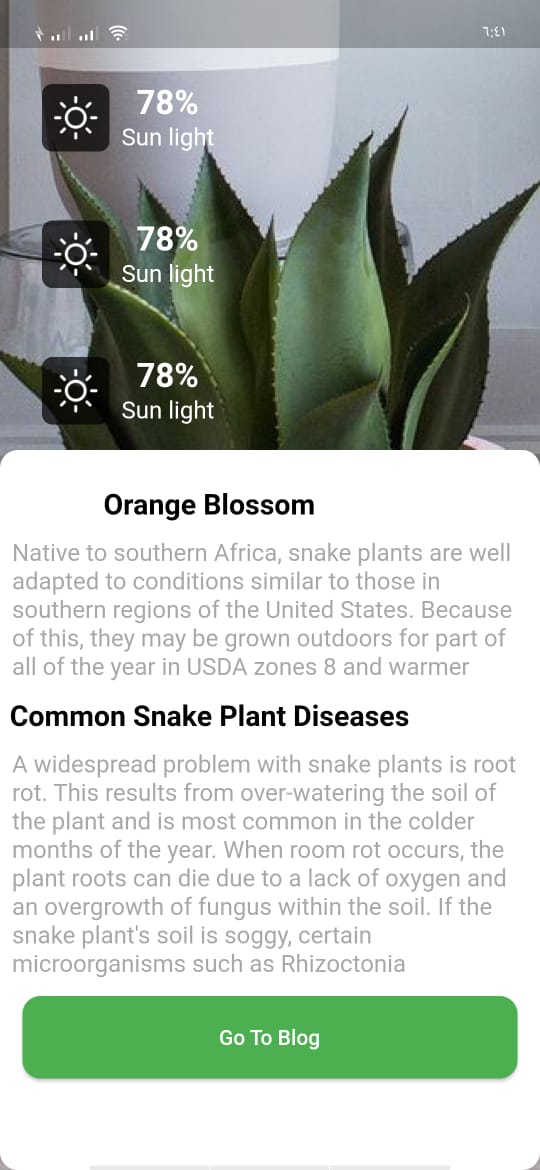 ٦:٤١
78%
Sun light
78%
Sun light
78%
Sun light
Orange Blossom
Native to southern Africa, snake plants are well
adapted to conditions similar to those in
southern regions of the United States. Because
of this, they may be grown outdoors for part of
all of the year in USDA zones 8 and warmer
Common Snake Plant Diseases
A widespread problem with snake plants is root
rot. This results from over-watering the soil of
the plant and is most common in the colder
months of the year. When room rot occurs, the
plant roots can die due to a lack of oxygen and
an overgrowth of fungus within the soil. If the
snake plant's soil is soggy, certain
microorganisms such as Rhizoctonia
Go To Blog